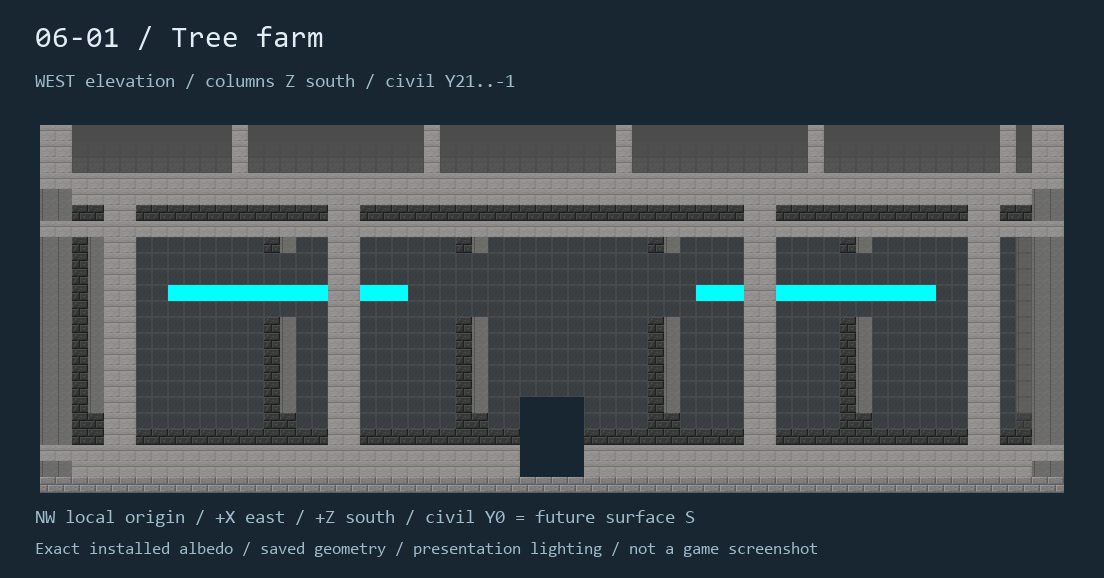 06-01 / Tree farm
WEST elevation / columns Z south / civil Y21..-1
NW local origin / +X east / +Z south / civil Y0 = future surface S
Exact installed albedo / saved geometry / presentation lighting / not a game screenshot